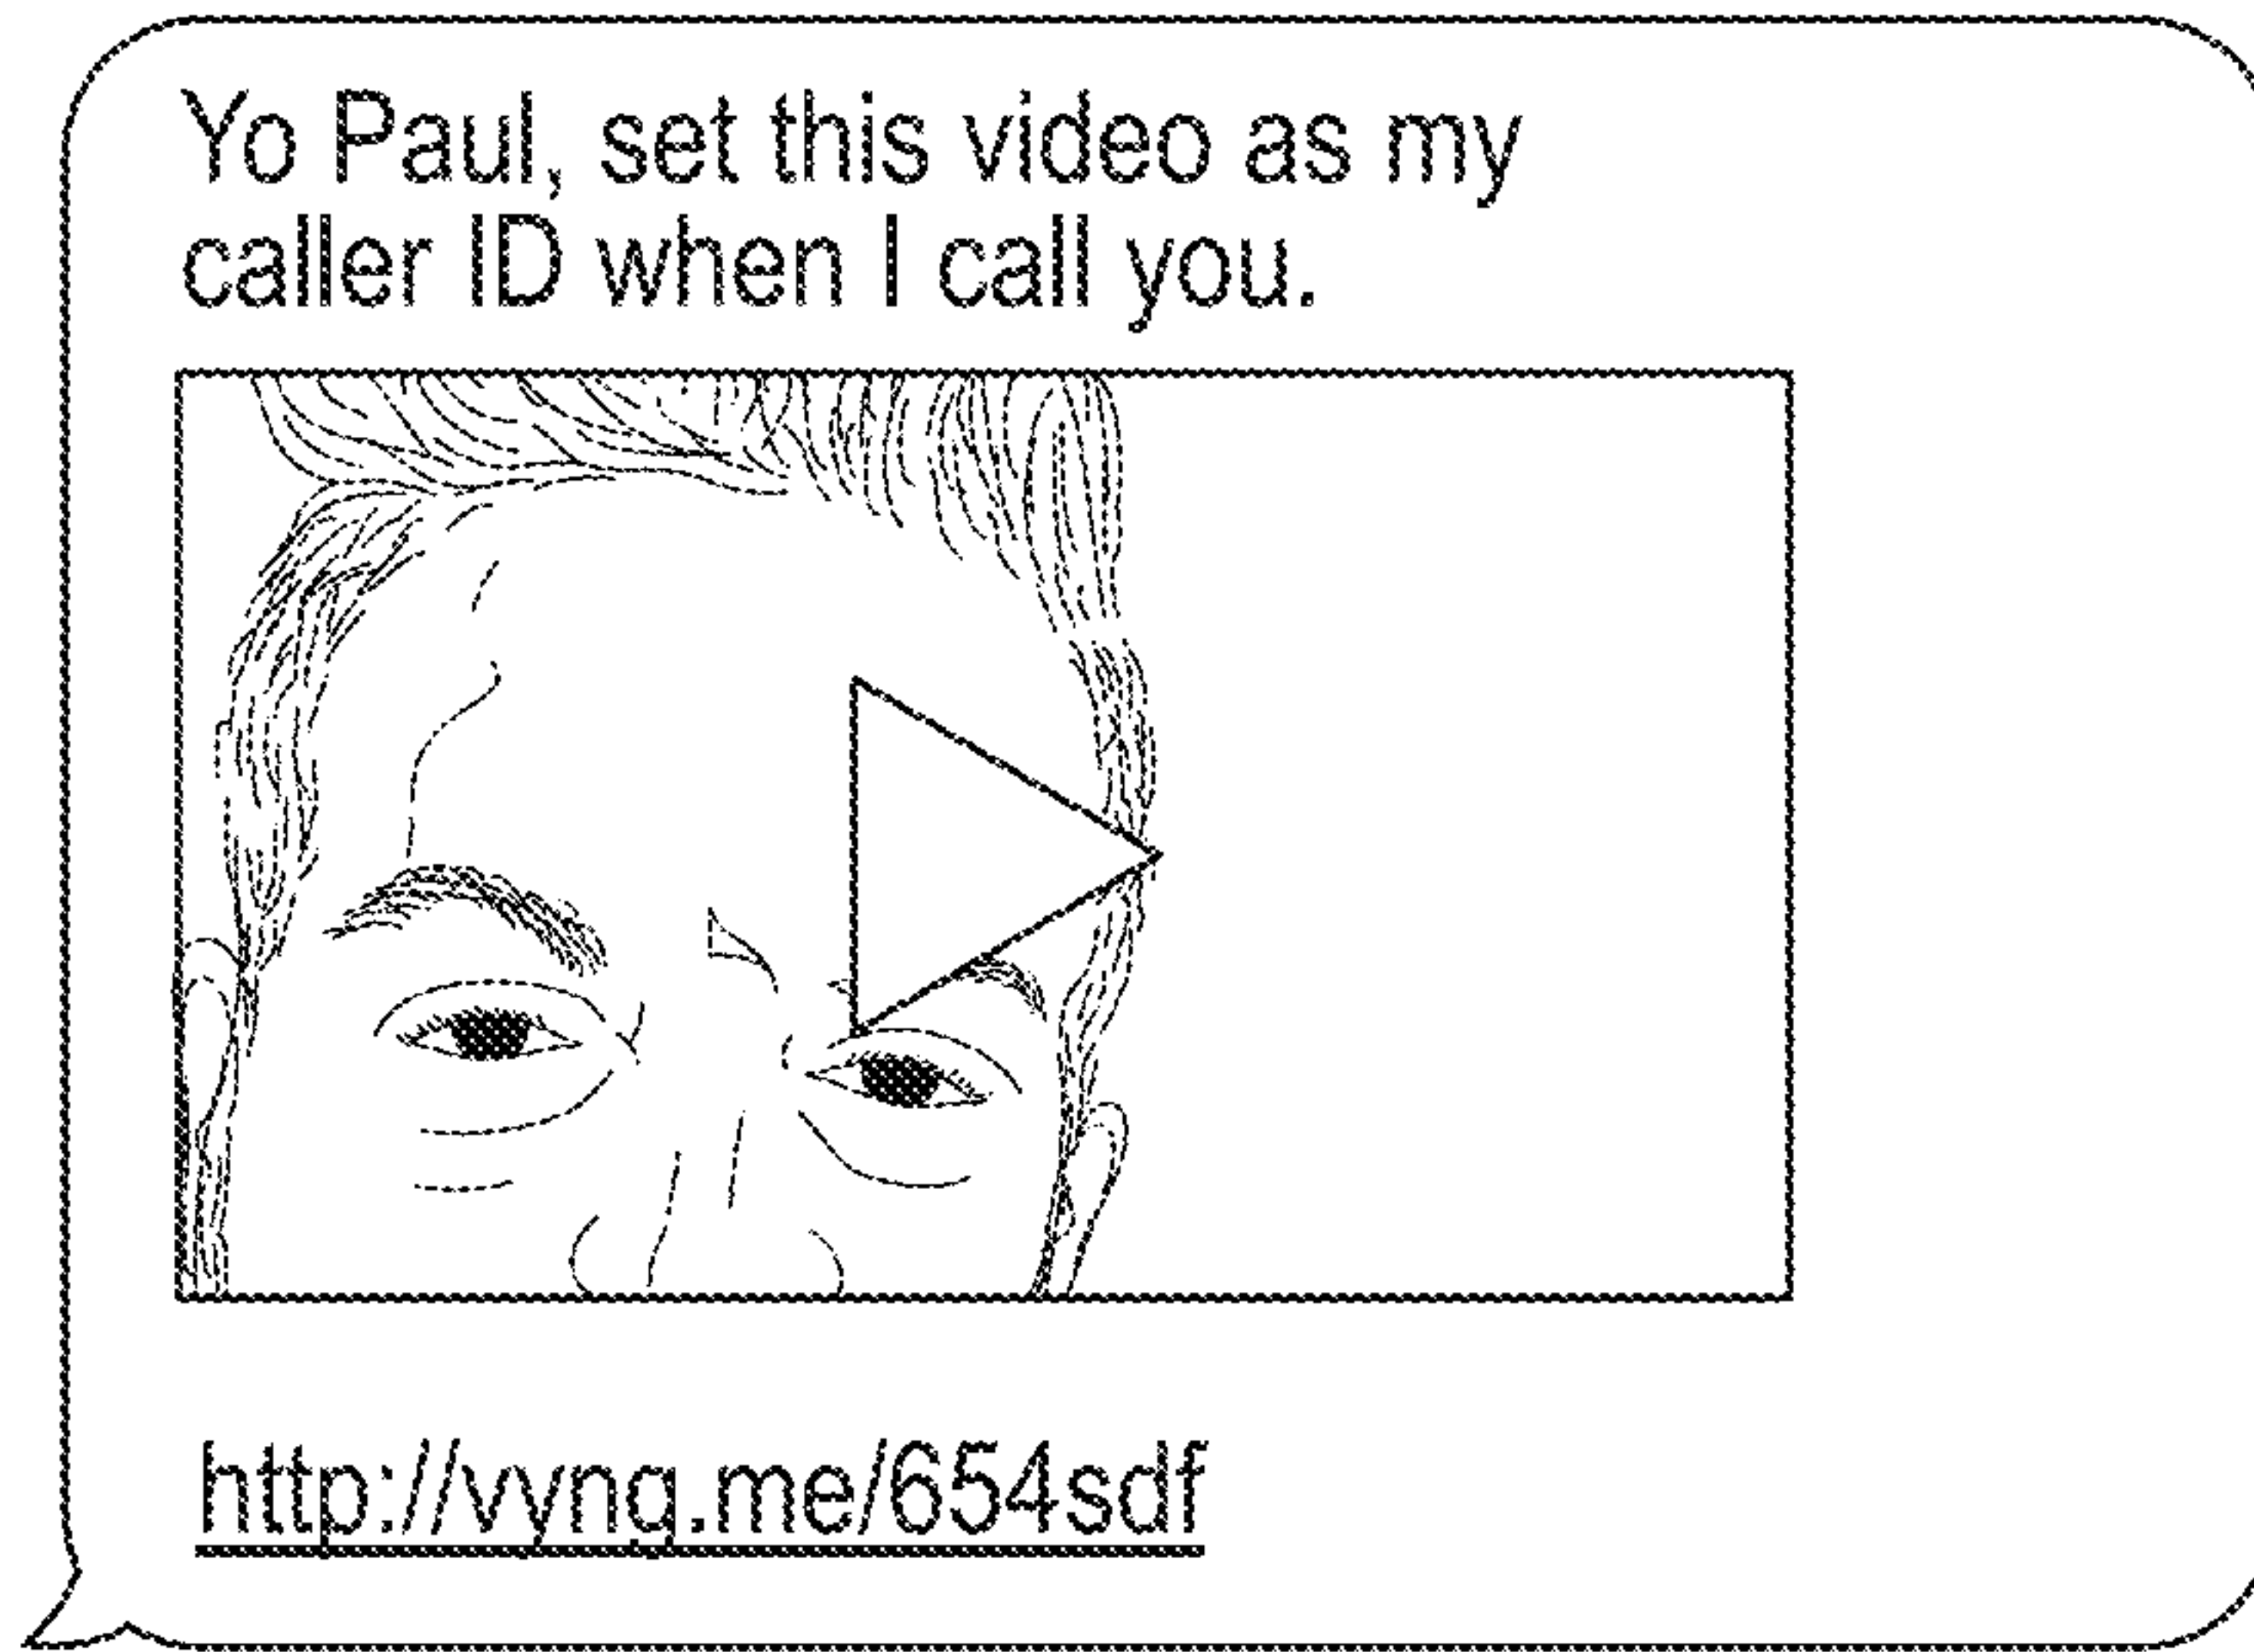 Yo Paul, set this video as my
caller ID when I call you.
http://vyng.me/654sdf